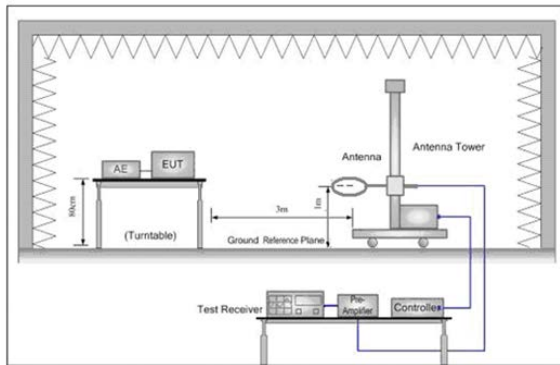 Antenna
Antenna Tower
AE
EUT
80cm
(Turntable)
3m
1m
Ground Reference Plane
Test Receiver
Pre-
Amplifier
Controller